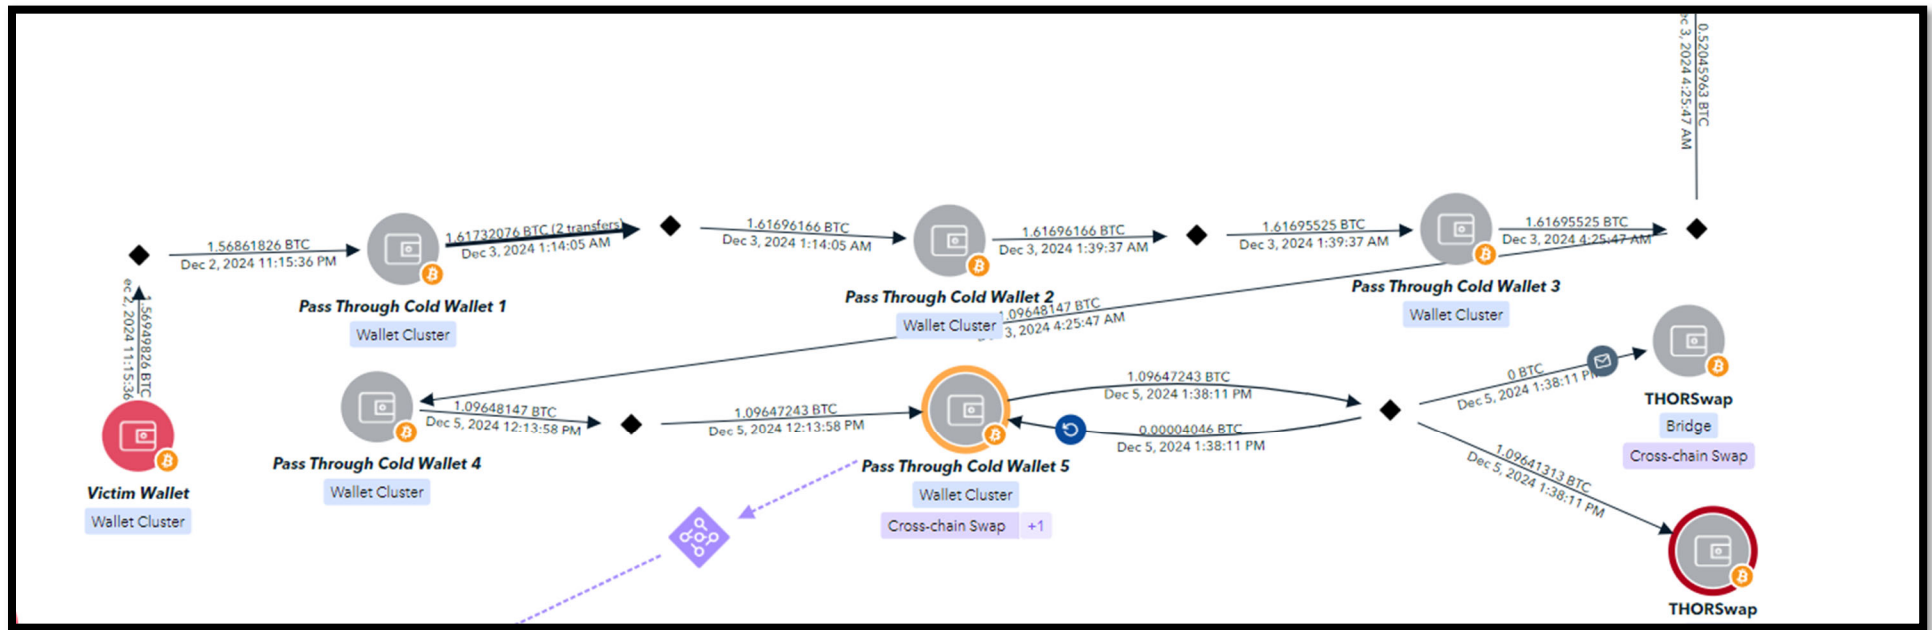 0.52045963 BTC
3, 2024 4:25:47 AM
1.56861826 BTC
Dec 2, 2024 11:15:36 PM
1.61732076 BTC (2 transfers)
Dec 3, 2024 1:14:05 AM
1.61696166 BTC
Dec 3, 2024 1:14:05 AM
1.61696166 BTC
Dec 3, 2024 1:39:37 AM
1.61695525 BTC
Dec 3, 2024 1:39:37 AM
1.61695525 BTC
Dec 3, 2024 4:25:47 AM
Pass Through Cold Wallet 1
Wallet Cluster
Pass Through Cold Wallet 2
Wallet Cluster
Pass Through Cold Wallet 3
Wallet Cluster
1.56949826 BTC
2, 2024 11:15:36
1.09648147 BTC
3, 2024 4:25:47 AM
1.09648147 BTC
Dec 5, 2024 12:13:58 PM
1.09647243 BTC
Dec 5, 2024 12:13:58 PM
1.09647243 BTC
Dec 5, 2024 1:38:11 PM
0.00004046 BTC
Dec 5, 2024 1:38:11 PM
0 BTC
Dec 5, 2024 1:38:11 PM
THORSwap
Bridge
Cross-chain Swap
1.09641313 BTC
Dec 5, 2024 1:38:11 PM
Victim Wallet
Wallet Cluster
Pass Through Cold Wallet 4
Wallet Cluster
Pass Through Cold Wallet 5
Wallet Cluster
Cross-chain Swap +1
THORSwap